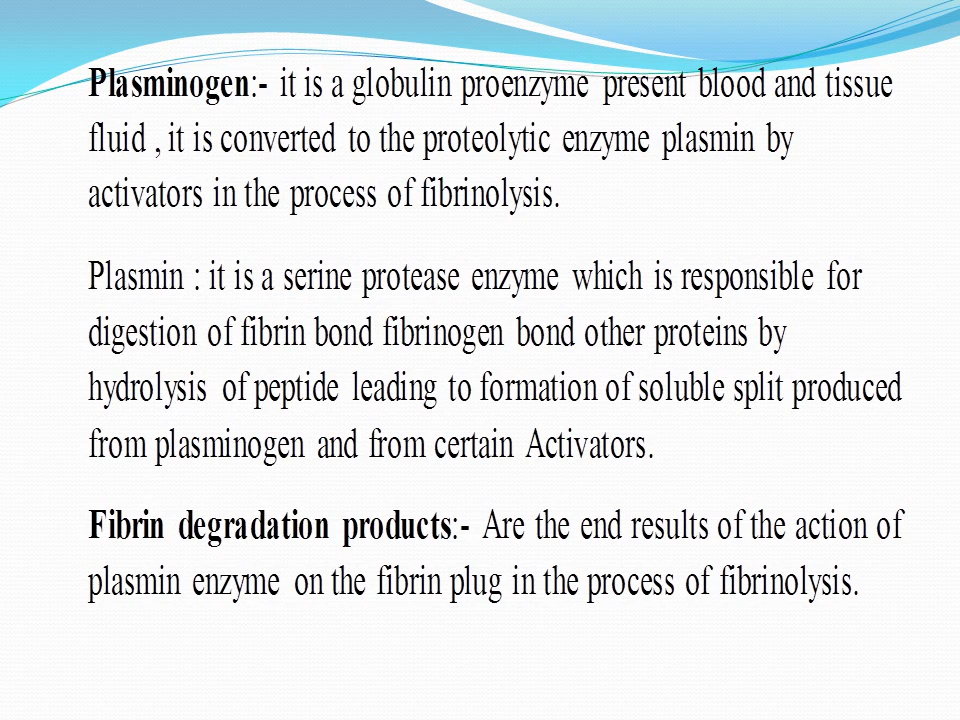 Plasminogen:- it is a globulin proenzyme present blood and tissue
fluid , it is converted to the proteolytic enzyme plasmin by
activators in the process of fibrinolysis.
Plasmin : it is a serine protease enzyme which is responsible for
digestion of fibrin bond fibrinogen bond other proteins by
hydrolysis of peptide leading to formation of soluble split produced
from plasminogen and from certain Activators.
Fibrin degradation products:- Are the end results of the action of
plasmin enzyme on the fibrin plug in the process of fibrinolysis.